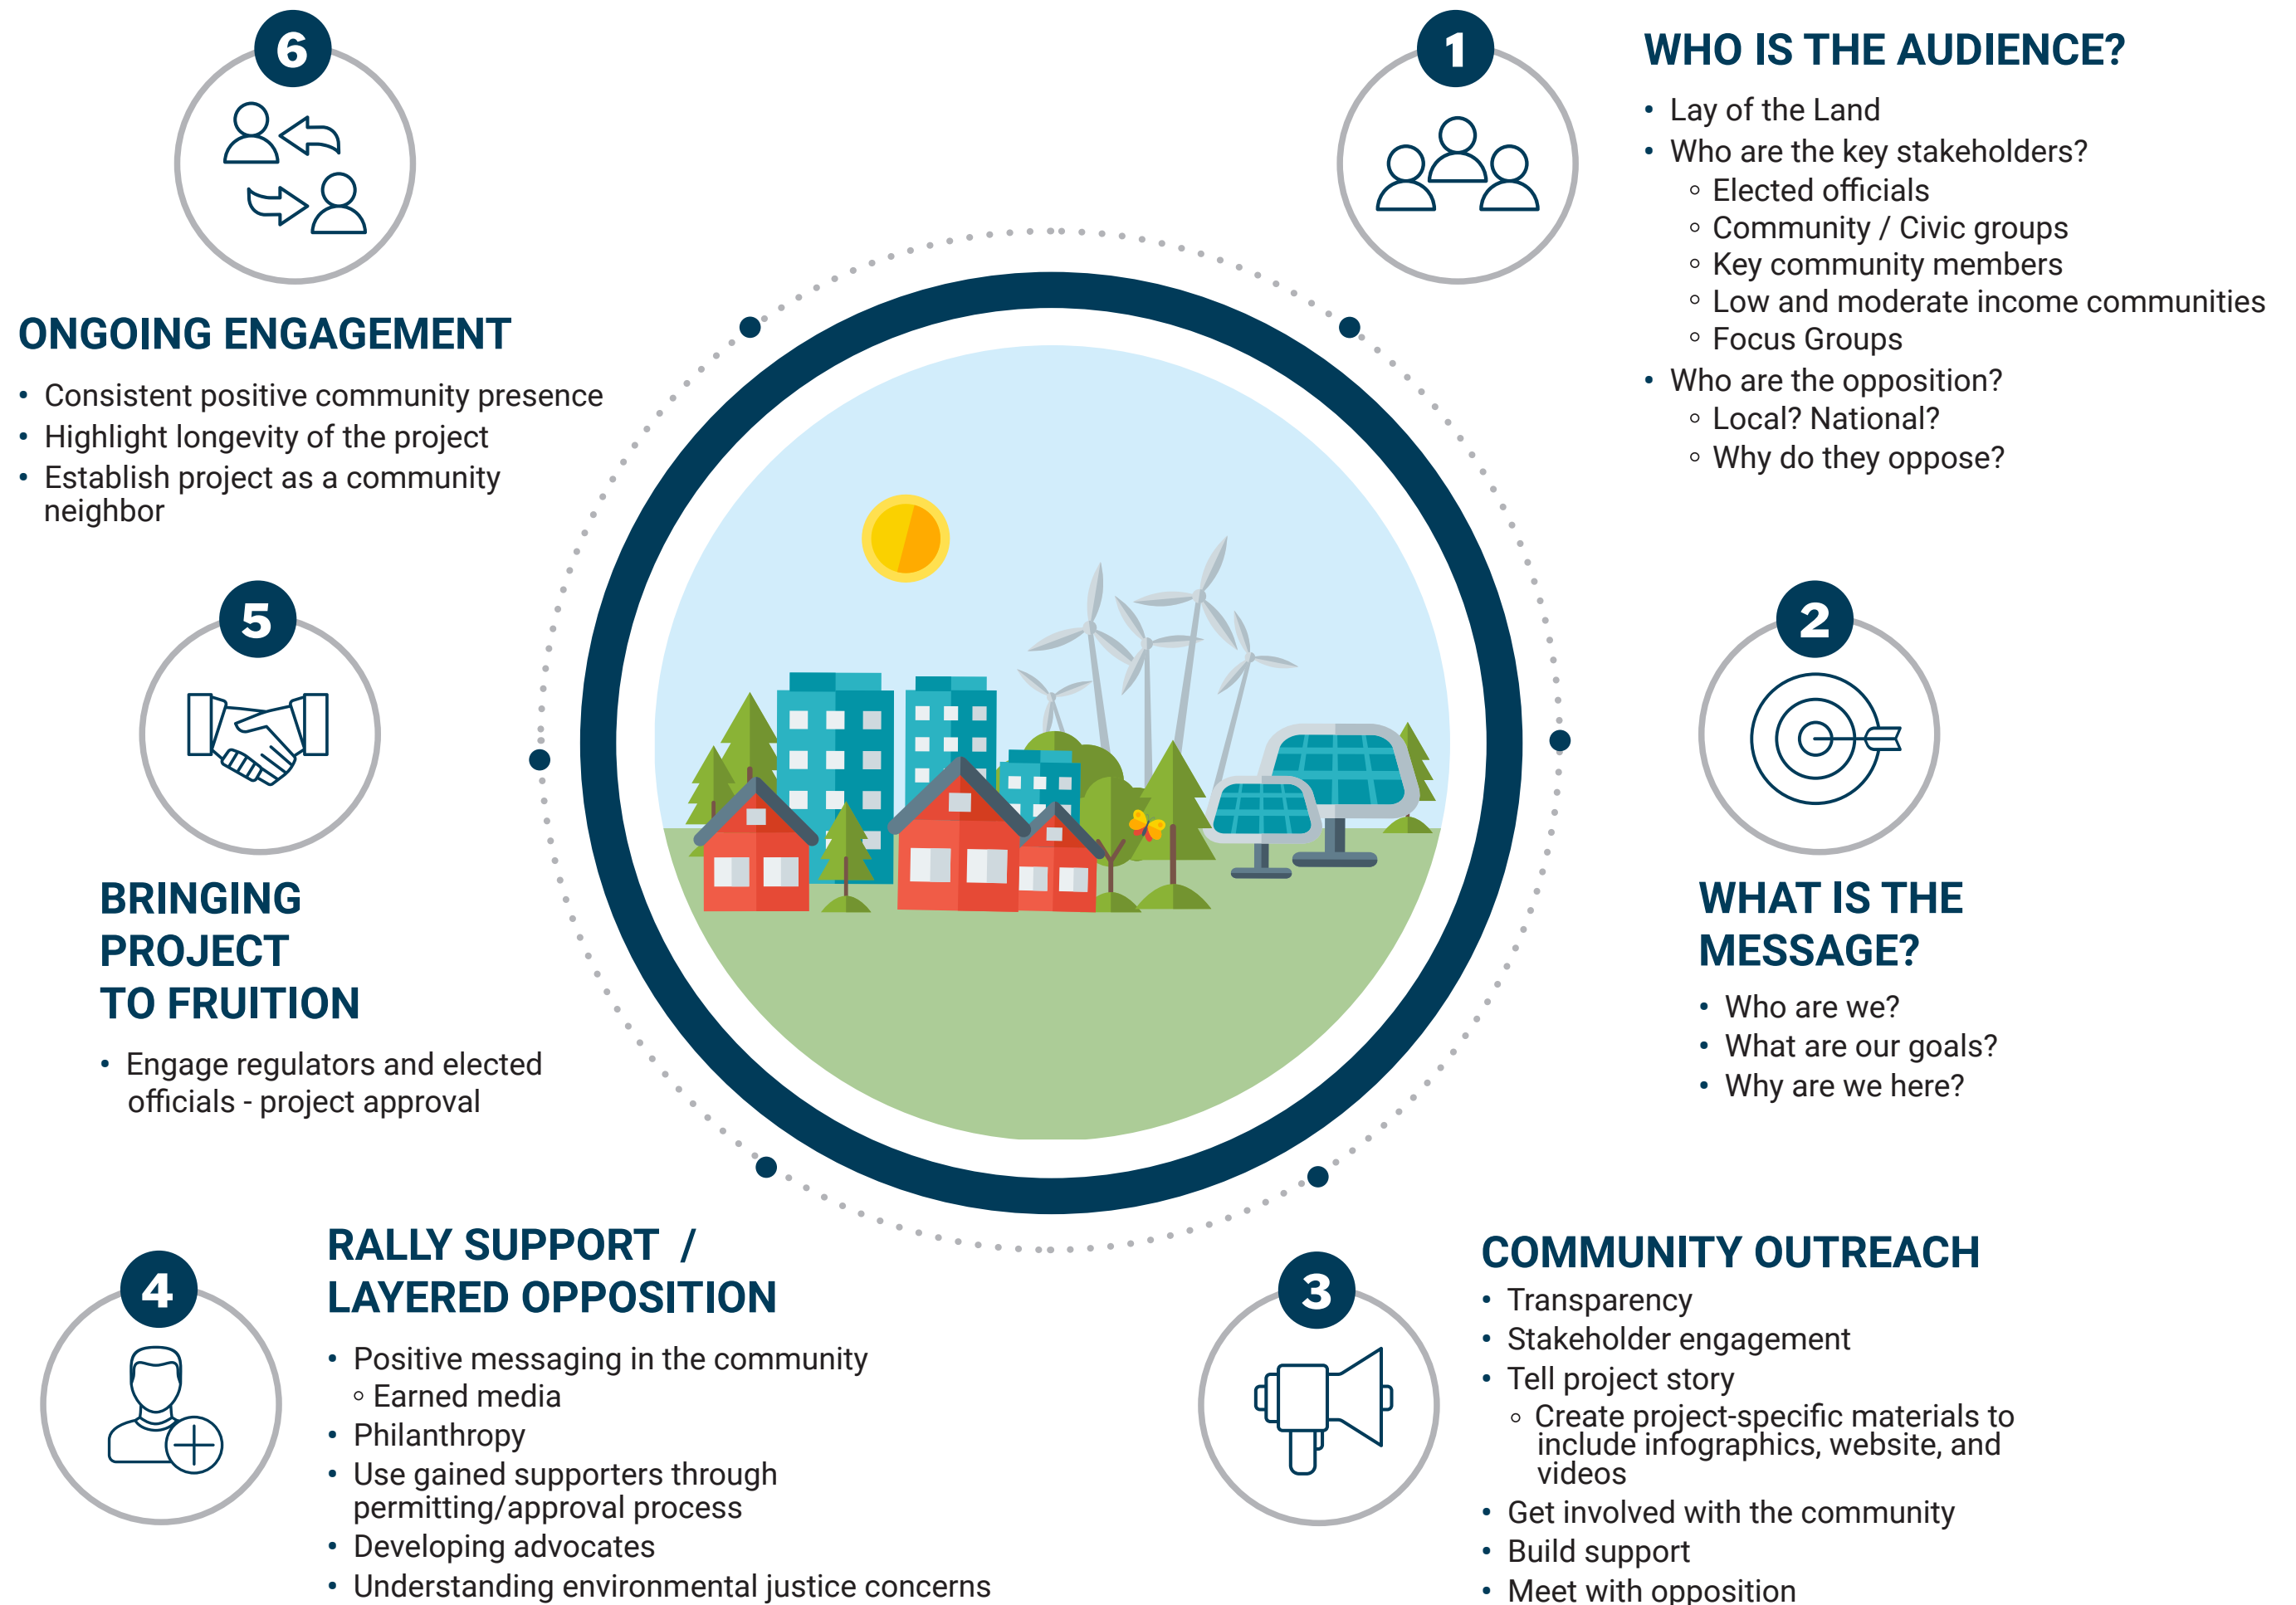 1
WHO IS THE AUDIENCE?
• Lay of the Land
• Who are the key stakeholders?
◦ Elected officials
◦ Community / Civic groups
◦ Key community members
◦ Low and moderate income communities
◦ Focus Groups
• Who are the opposition?
◦ Local? National?
◦ Why do they oppose?
2
WHAT IS THE
MESSAGE?
• Who are we?
• What are our goals?
• Why are we here?
3
COMMUNITY OUTREACH
• Transparency
• Stakeholder engagement
• Tell project story
◦ Create project-specific materials to
include infographics, website, and
videos
• Get involved with the community
• Build support
• Meet with opposition
4
RALLY SUPPORT /
LAYERED OPPOSITION
• Positive messaging in the community
◦ Earned media
• Philanthropy
• Use gained supporters through
permitting/approval process
• Developing advocates
• Understanding environmental justice concerns
5
BRINGING
PROJECT
TO FRUITION
• Engage regulators and elected
officials - project approval
6
ONGOING ENGAGEMENT
• Consistent positive community presence
• Highlight longevity of the project
• Establish project as a community
neighbor